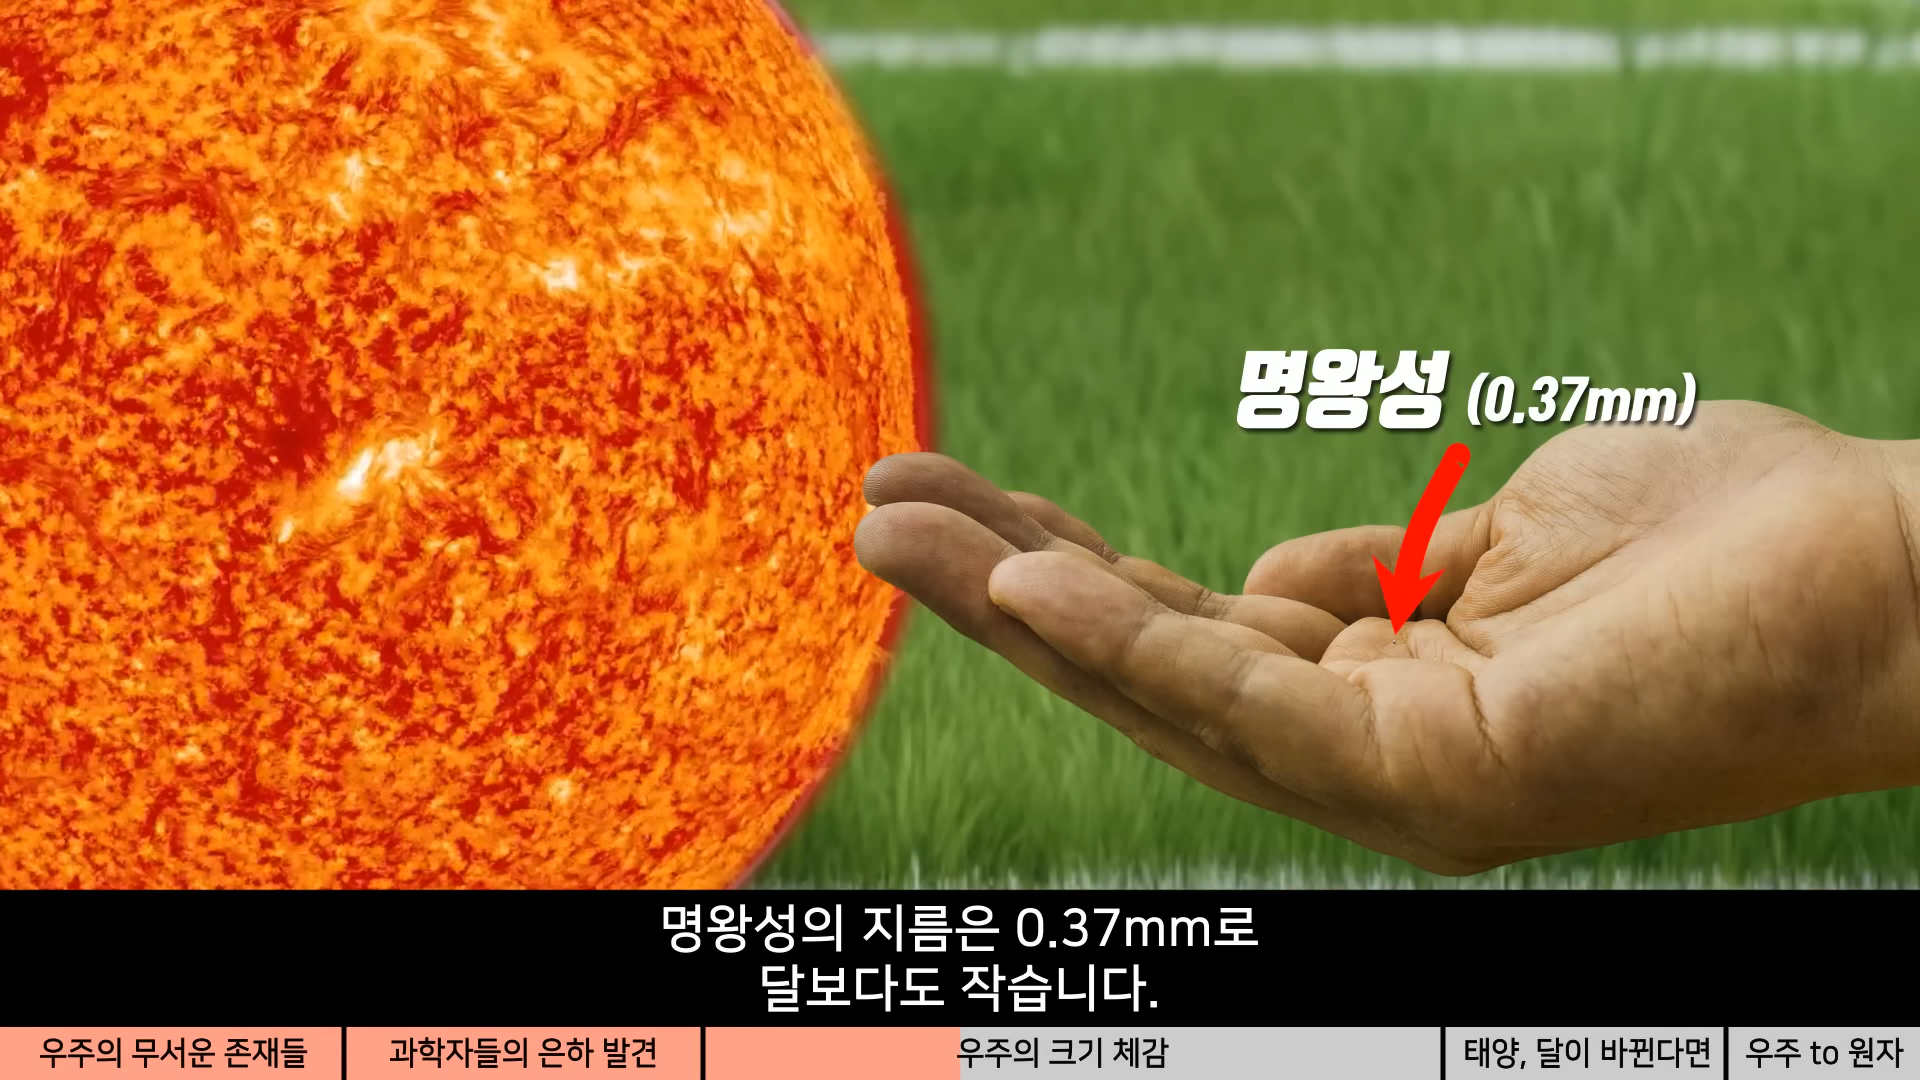 명왕성 (0.37mm)
명왕성의 지름은 0.37mm로
달보다도 작습니다.
우주의 무서운 존재들
과학자들의 은하 발견
우주의 크기 체감
태양, 달이 바뀐다면
우주 to 원자